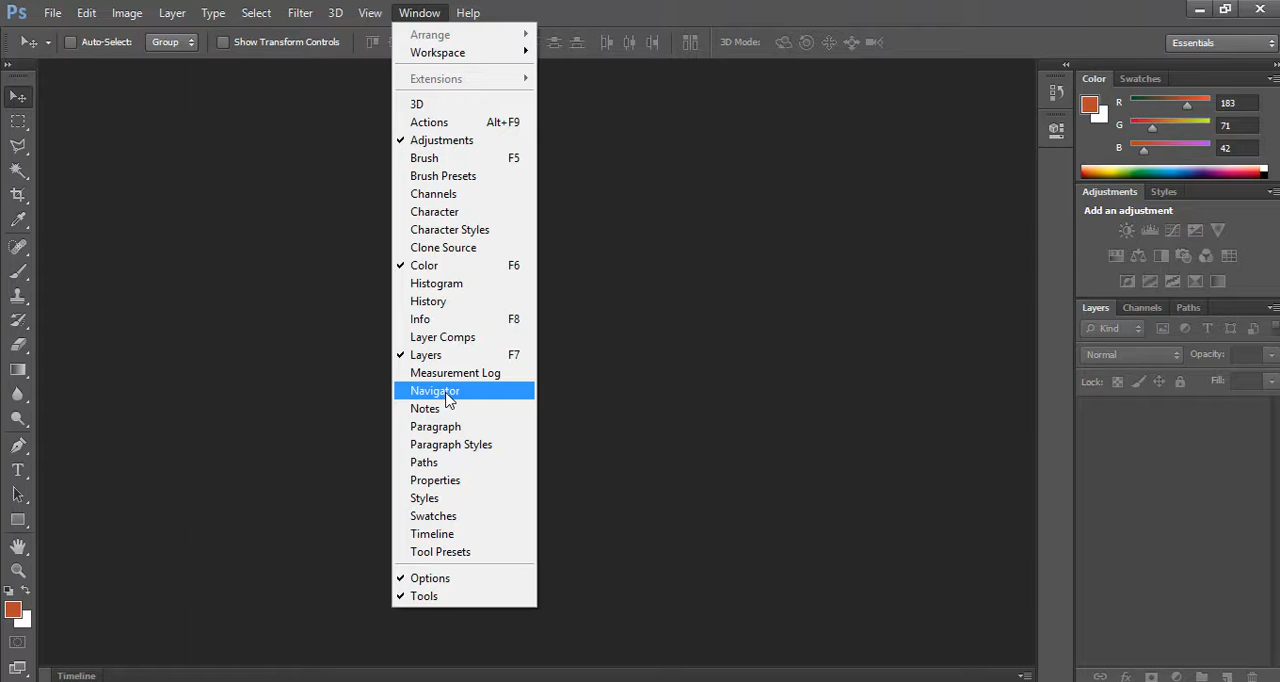 Ps File Edit Image Layer Type Select Filter 3D View Window Help
Auto-Select: Group Show Transform Controls 3D Mode: Essentials
Arrange
Workspace
Extensions
3D
Actions Alt+F9
Adjustments
Brush F5
Brush Presets
Channels
Character
Character Styles
Clone Source
Color F6
Histogram
History
Info F8
Layer Comps
Layers F7
Measurement Log
Navigator
Notes
Paragraph
Paragraph Styles
Paths
Properties
Styles
Swatches
Timeline
Tool Presets
Options
Tools
Color Swatches
R 183
G 71
B 42
Adjustments Styles
Add an adjustment
Layers Channels Paths
Kind
Normal Opacity:
Lock: Fill:
Timeline